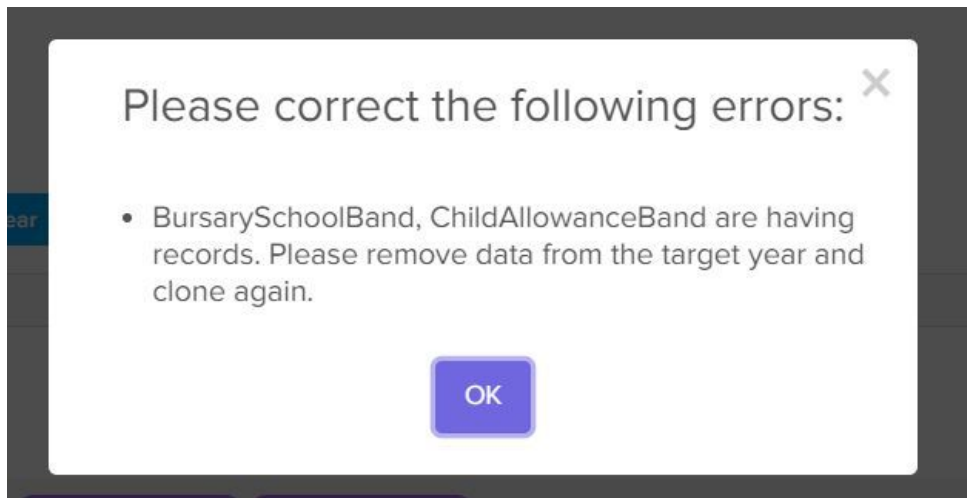 Please correct the following errors:
ear
• BursarySchoolBand, ChildAllowanceBand are having
records. Please remove data from the target year and
clone again.
OK